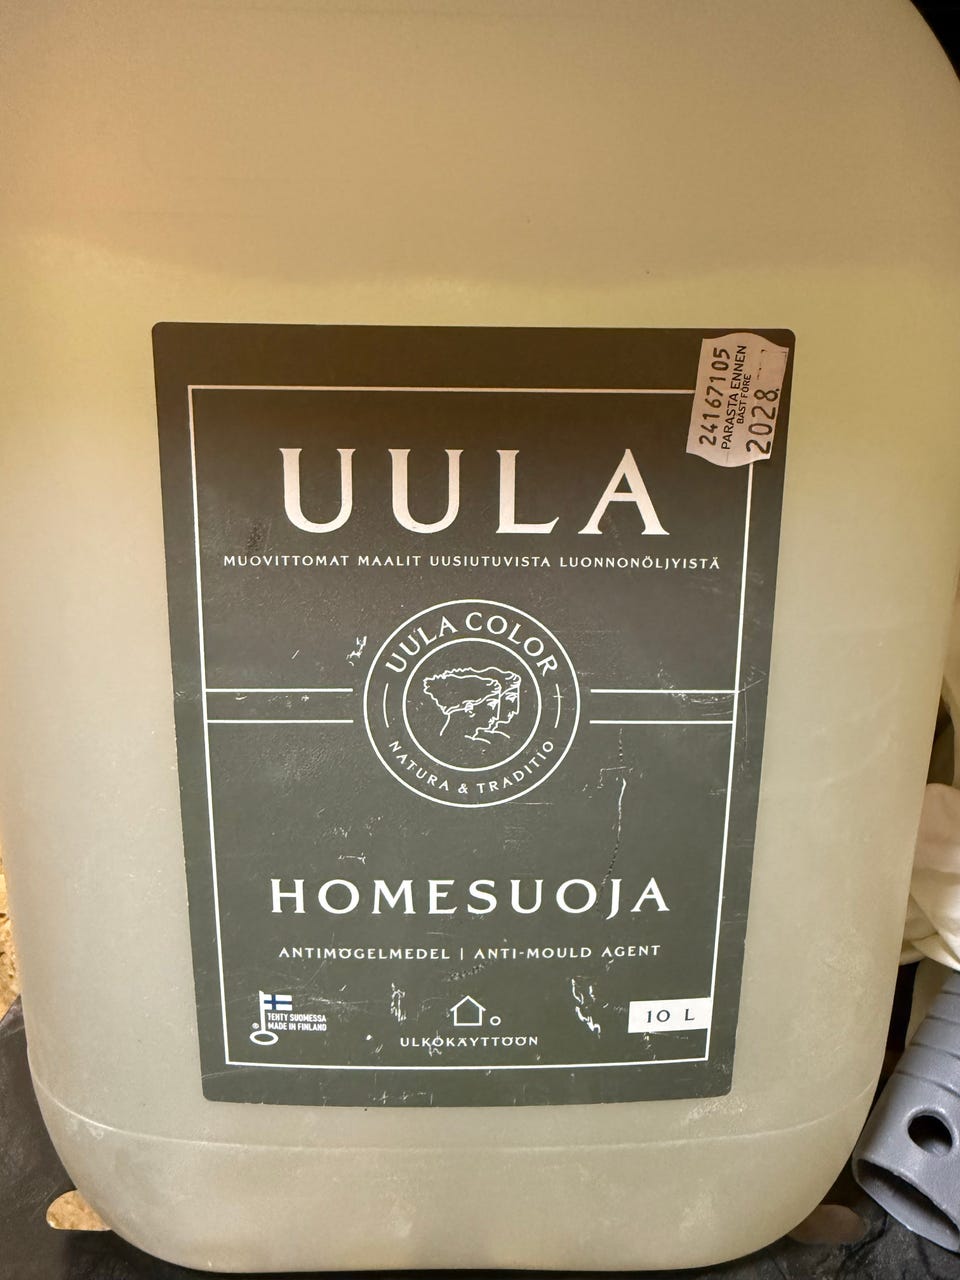 24167105
PARASTA ENNEN
BÄST FÖRE
2028
UULA
MUOVITTOMAT MAALIT UUSIUTUVISTA LUONNONÖLJYISTÄ
UULA COLOR
NATURA & TRADITIO
HOMESUOJA
ANTIMÖGELMEDEL | ANTI-MOULD AGENT
TEHTY SUOMESSA
MADE IN FINLAND
ULKOKÄYTTÖÖN
10 L